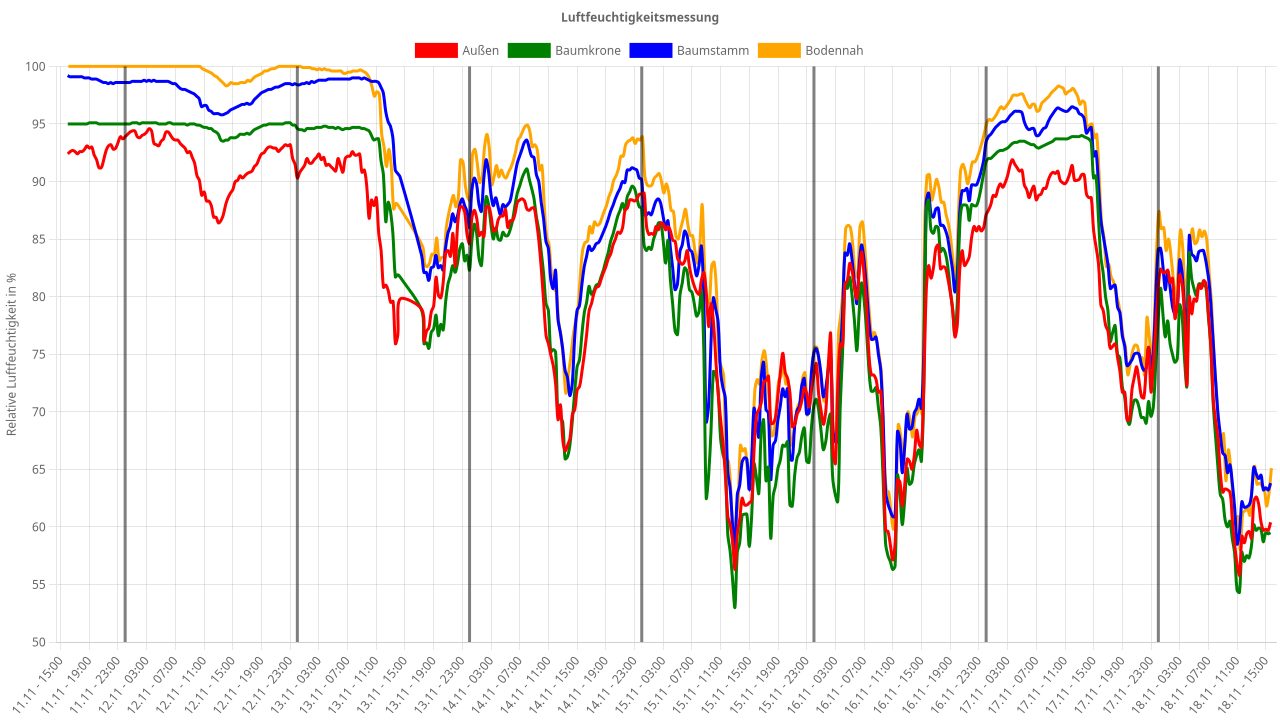 Luftfeuchtigkeitsmessung
Außen Baumkrone Baumstamm Bodennah
Relative Luftfeuchtigkeit in %
100
95
90
85
80
75
70
65
60
55
50
11.11 - 15:00
11.11 - 19:00
11.11 - 23:00
12.11 - 03:00
12.11 - 07:00
12.11 - 11:00
12.11 - 15:00
12.11 - 19:00
12.11 - 23:00
13.11 - 03:00
13.11 - 07:00
13.11 - 11:00
13.11 - 15:00
13.11 - 19:00
13.11 - 23:00
14.11 - 03:00
14.11 - 07:00
14.11 - 11:00
14.11 - 15:00
14.11 - 19:00
14.11 - 23:00
15.11 - 03:00
15.11 - 07:00
15.11 - 11:00
15.11 - 15:00
15.11 - 19:00
15.11 - 23:00
16.11 - 03:00
16.11 - 07:00
16.11 - 11:00
16.11 - 15:00
16.11 - 19:00
16.11 - 23:00
17.11 - 03:00
17.11 - 07:00
17.11 - 11:00
17.11 - 15:00
17.11 - 19:00
17.11 - 23:00
18.11 - 03:00
18.11 - 07:00
18.11 - 11:00
18.11 - 15:00